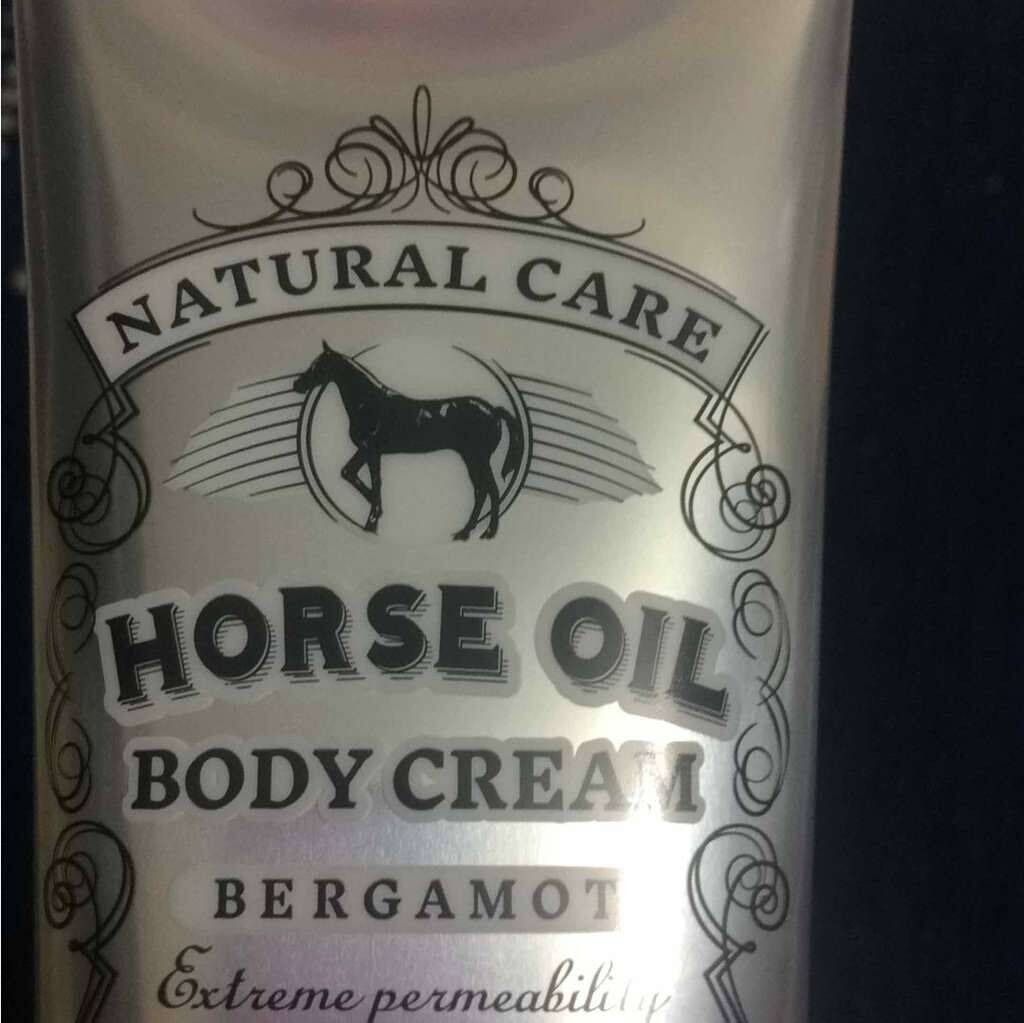 NATURAL CARE
HORSE OIL
BODY CREAM
BERGAMOT
Extreme permeability